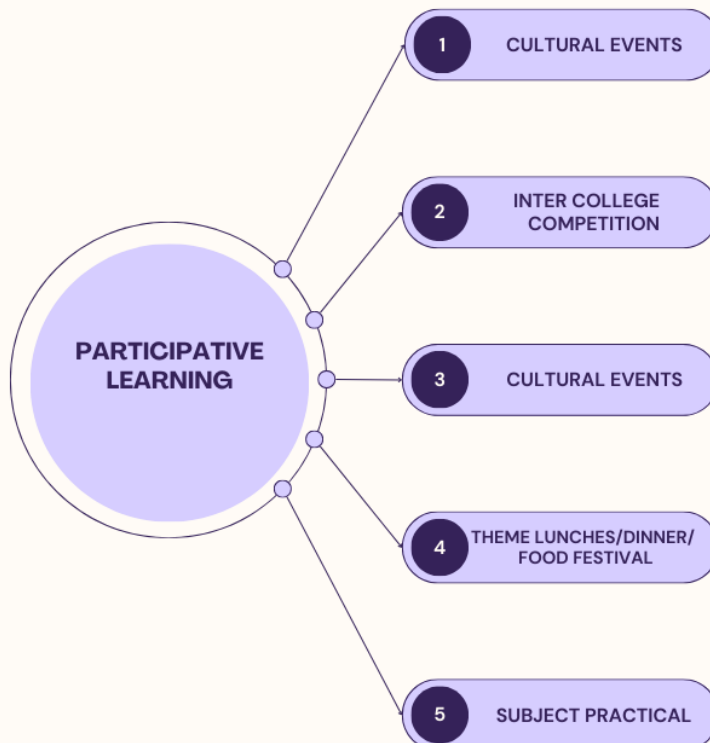 PARTICIPATIVE
LEARNING
1 CULTURAL EVENTS
2 INTER COLLEGE
COMPETITION
3 CULTURAL EVENTS
4 THEME LUNCHES/DINNER/
FOOD FESTIVAL
5 SUBJECT PRACTICAL